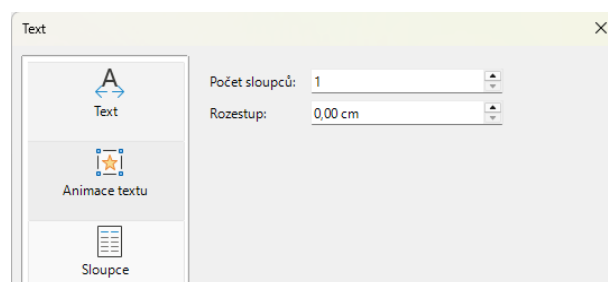 Text
Text
Animace textu
Sloupce
Počet sloupců: 1
Rozestup: 0,00 cm